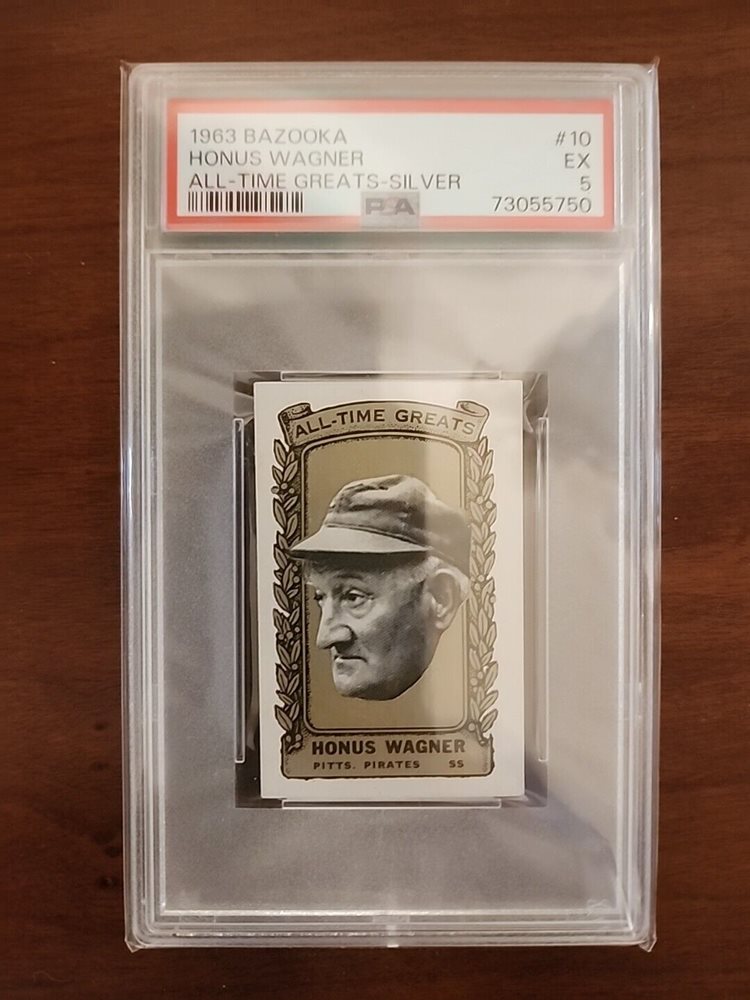 1963 BAZOOKA #10
HONUS WAGNER EX
ALL-TIME GREATS-SILVER 5
PSA 73055750
ALL-TIME GREATS
HONUS WAGNER
PITTS. PIRATES SS